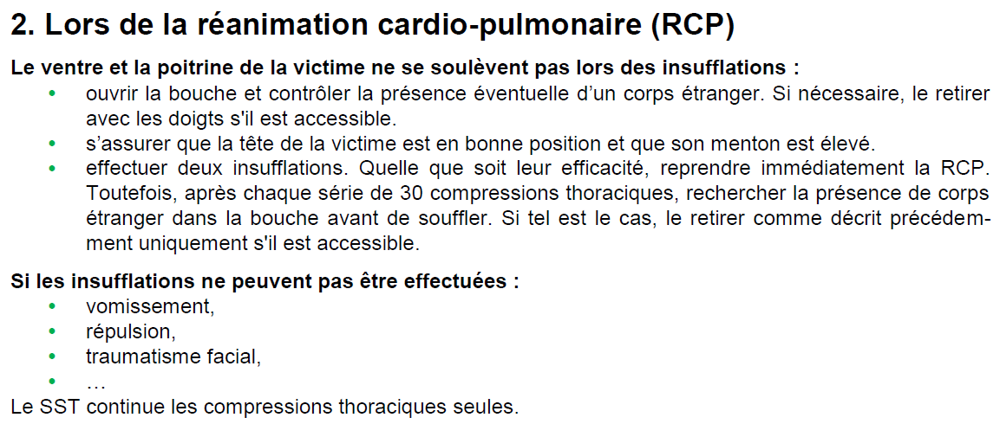 2. Lors de la réanimation cardio-pulmonaire (RCP)
Le ventre et la poitrine de la victime ne se soulèvent pas lors des insufflations :
• ouvrir la bouche et contrôler la présence éventuelle d’un corps étranger. Si nécessaire, le retirer
avec les doigts s'il est accessible.
• s’assurer que la tête de la victime est en bonne position et que son menton est élevé.
• effectuer deux insufflations. Quelle que soit leur efficacité, reprendre immédiatement la RCP.
Toutefois, après chaque série de 30 compressions thoraciques, rechercher la présence de corps
étranger dans la bouche avant de souffler. Si tel est le cas, le retirer comme décrit précédem-
ment uniquement s'il est accessible.
Si les insufflations ne peuvent pas être effectuées :
• vomissement,
• répulsion,
• traumatisme facial,
• …
Le SST continue les compressions thoraciques seules.